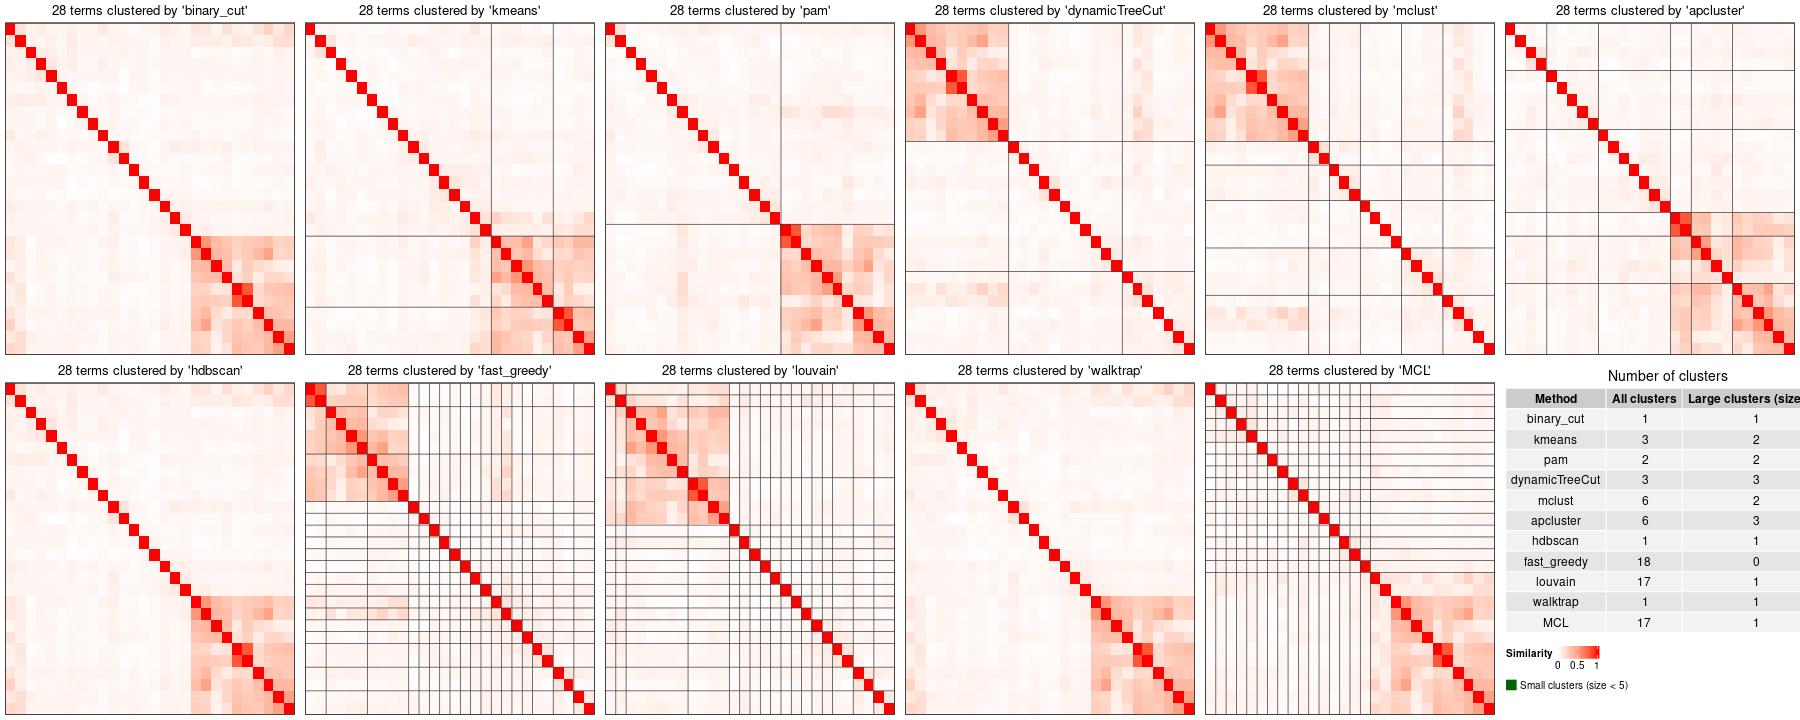 28 terms clustered by 'binary_cut'
28 terms clustered by 'kmeans'
28 terms clustered by 'pam'
28 terms clustered by 'dynamicTreeCut'
28 terms clustered by 'mclust'
28 terms clustered by 'apcluster'
28 terms clustered by 'hdbscan'
28 terms clustered by 'fast_greedy'
28 terms clustered by 'louvain'
28 terms clustered by 'walktrap'
28 terms clustered by 'MCL'
Number of clusters
Method All clusters Large clusters (size
binary_cut 1 1
kmeans 3 2
pam 2 2
dynamicTreeCut 3 3
mclust 6 2
apcluster 6 3
hdbscan 1 1
fast_greedy 18 0
louvain 17 1
walktrap 1 1
MCL 17 1
Similarity
0 0.5 1
Small clusters (size < 5)